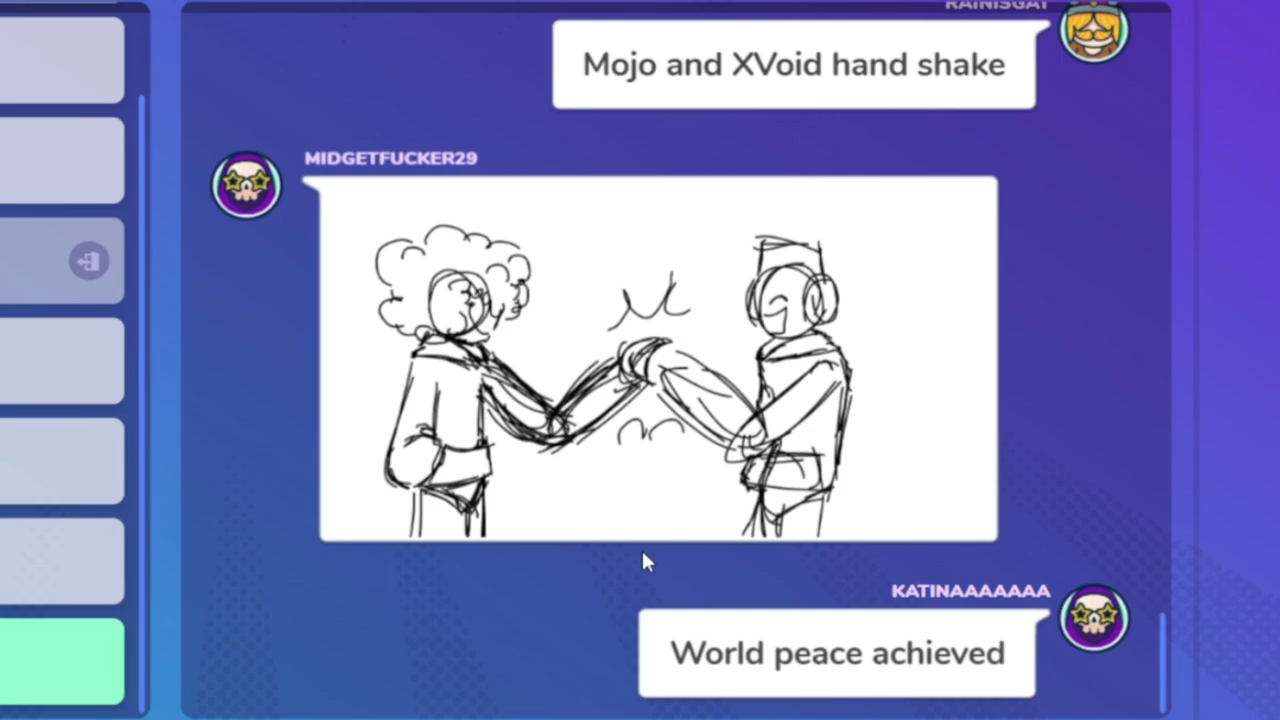 RAINISGAY
Mojo and XVoid hand shake
MIDGETFUCKER29
KATINAAAAAAA
World peace achieved